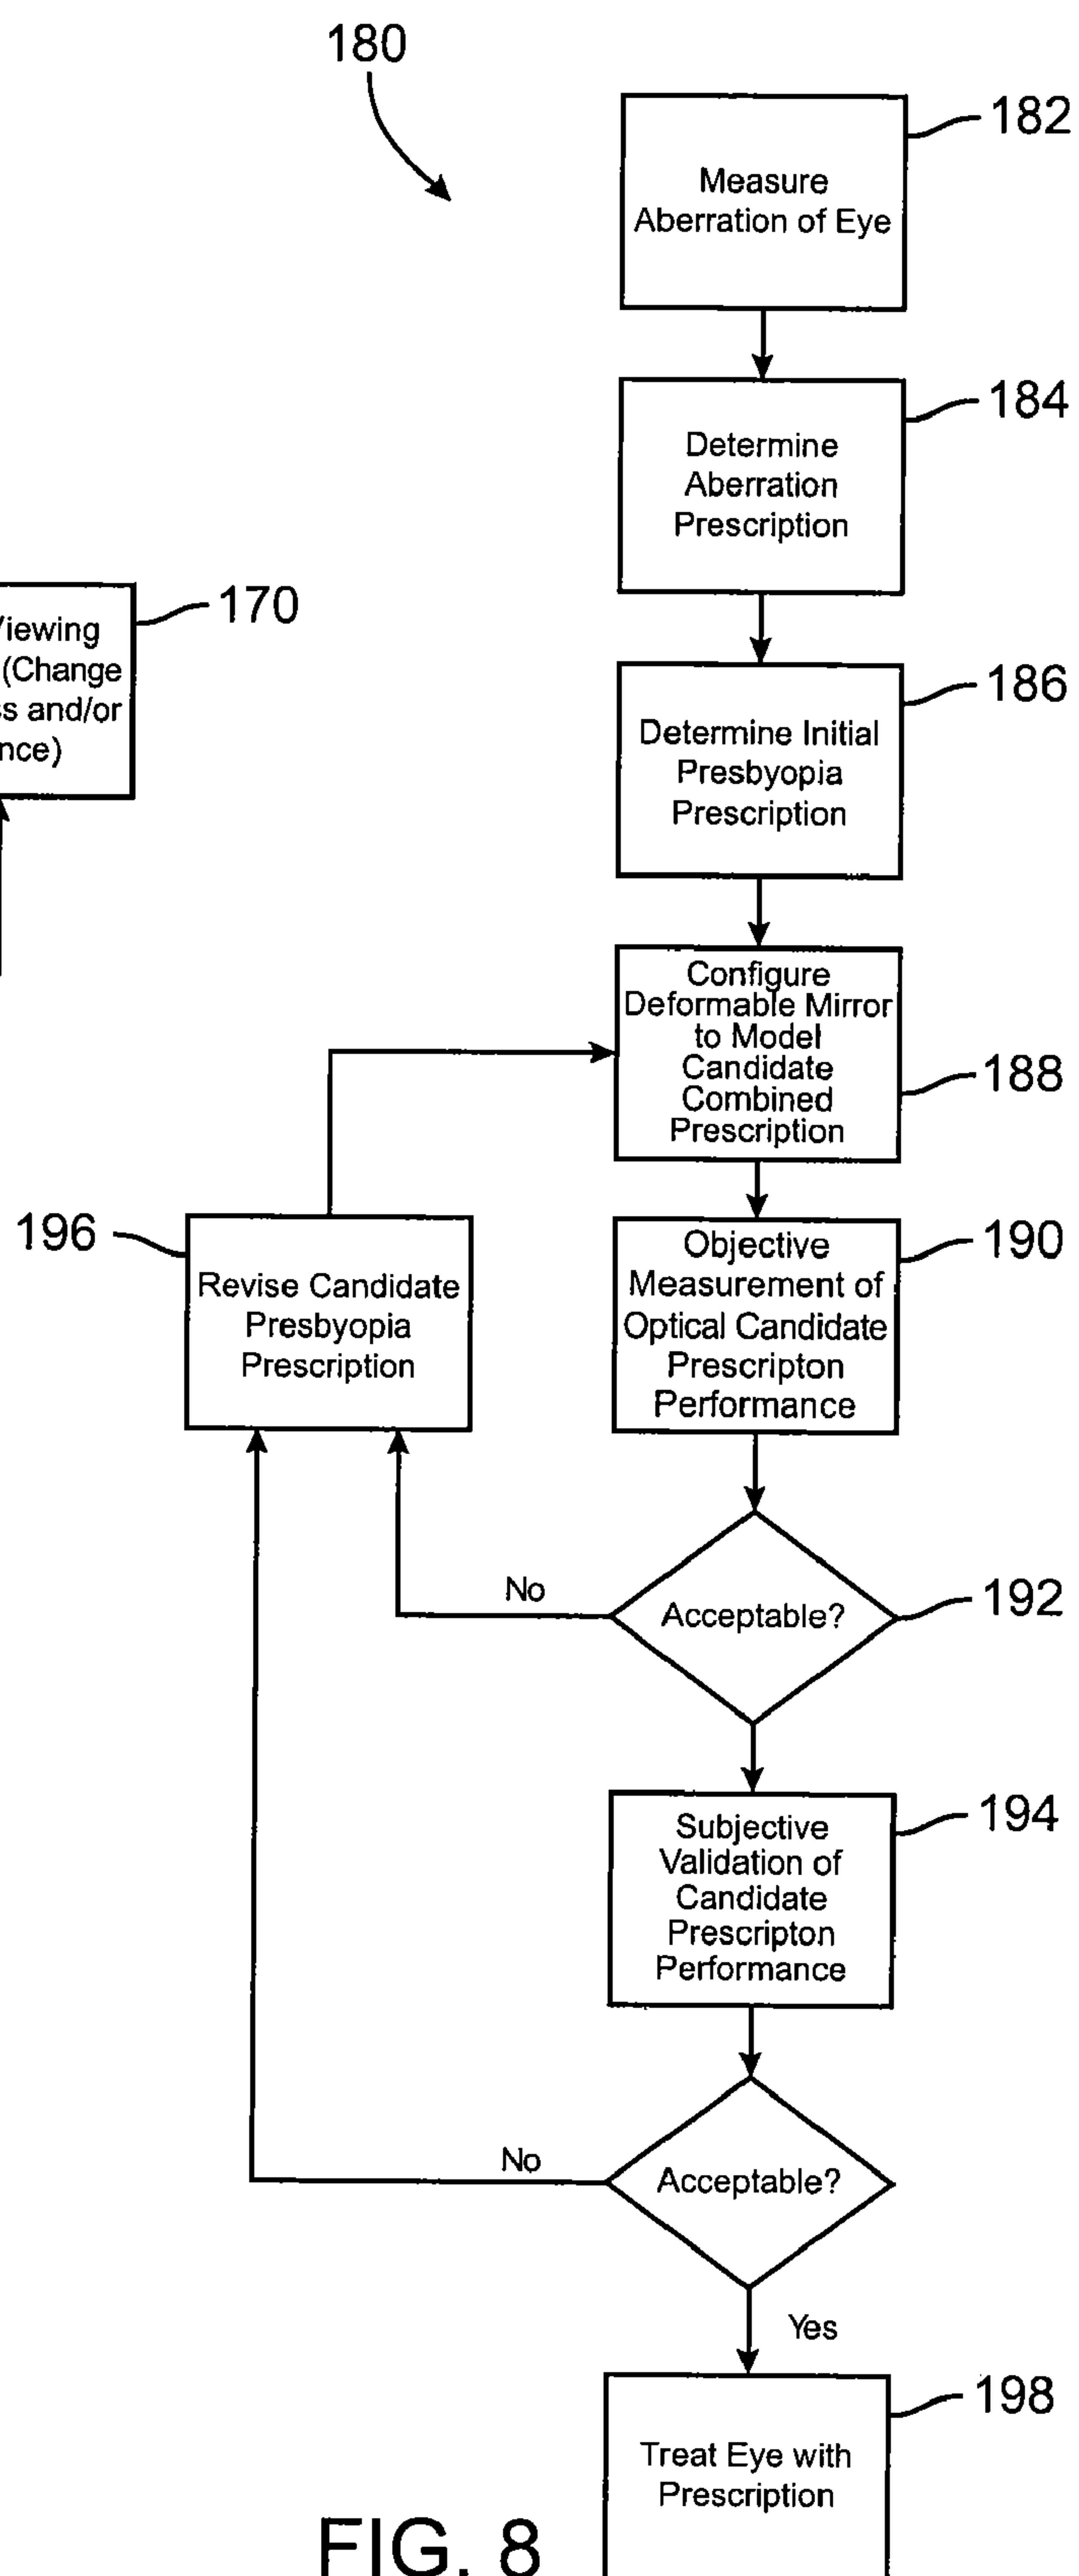 180
182
Measure
Aberration of Eye
184
Determine
Aberration
Prescription
170
(Change
and/or
186
Determine Initial
Presbyopia
Prescription
Configure
Deformable Mirror
to Model
Candidate
Combined
Prescription
188
196
Revise Candidate
Presbyopia
Prescription
190
Objective
Measurement of
Optical Candidate
Prescripton
Performance
No
Acceptable?
192
194
Subjective
Validation of
Candidate
Prescripton
Performance
No
Acceptable?
Yes
198
Treat Eye with
Prescription
FIG. 8